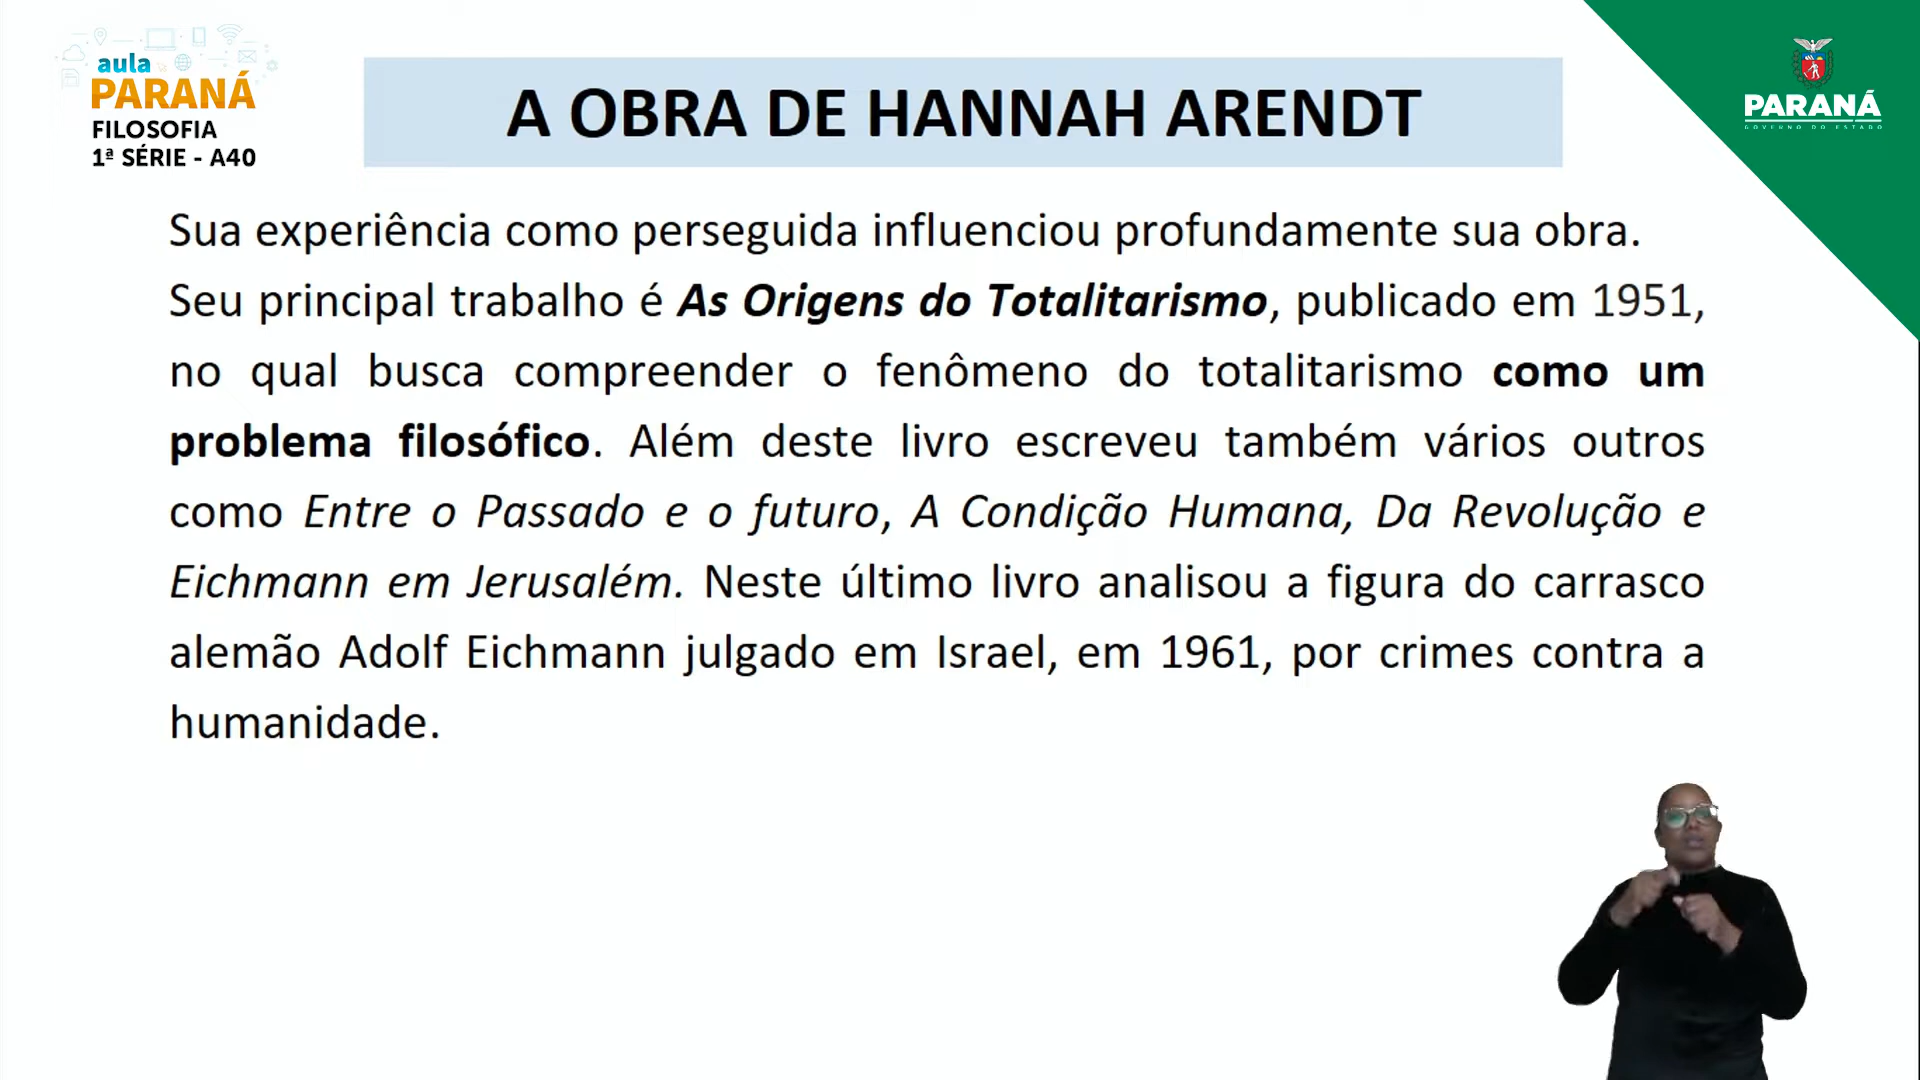 aula
PARANÁ
FILOSOFIA
1ª SÉRIE - A40
A OBRA DE HANNAH ARENDT
PARANÁ
GOVERNO DO ESTADO
Sua experiência como perseguida influenciou profundamente sua obra.
Seu principal trabalho é As Origens do Totalitarismo, publicado em 1951,
no qual busca compreender o fenômeno do totalitarismo como um
problema filosófico. Além deste livro escreveu também vários outros
como Entre o Passado e o futuro, A Condição Humana, Da Revolução e
Eichmann em Jerusalém. Neste último livro analisou a figura do carrasco
alemão Adolf Eichmann julgado em Israel, em 1961, por crimes contra a
humanidade.